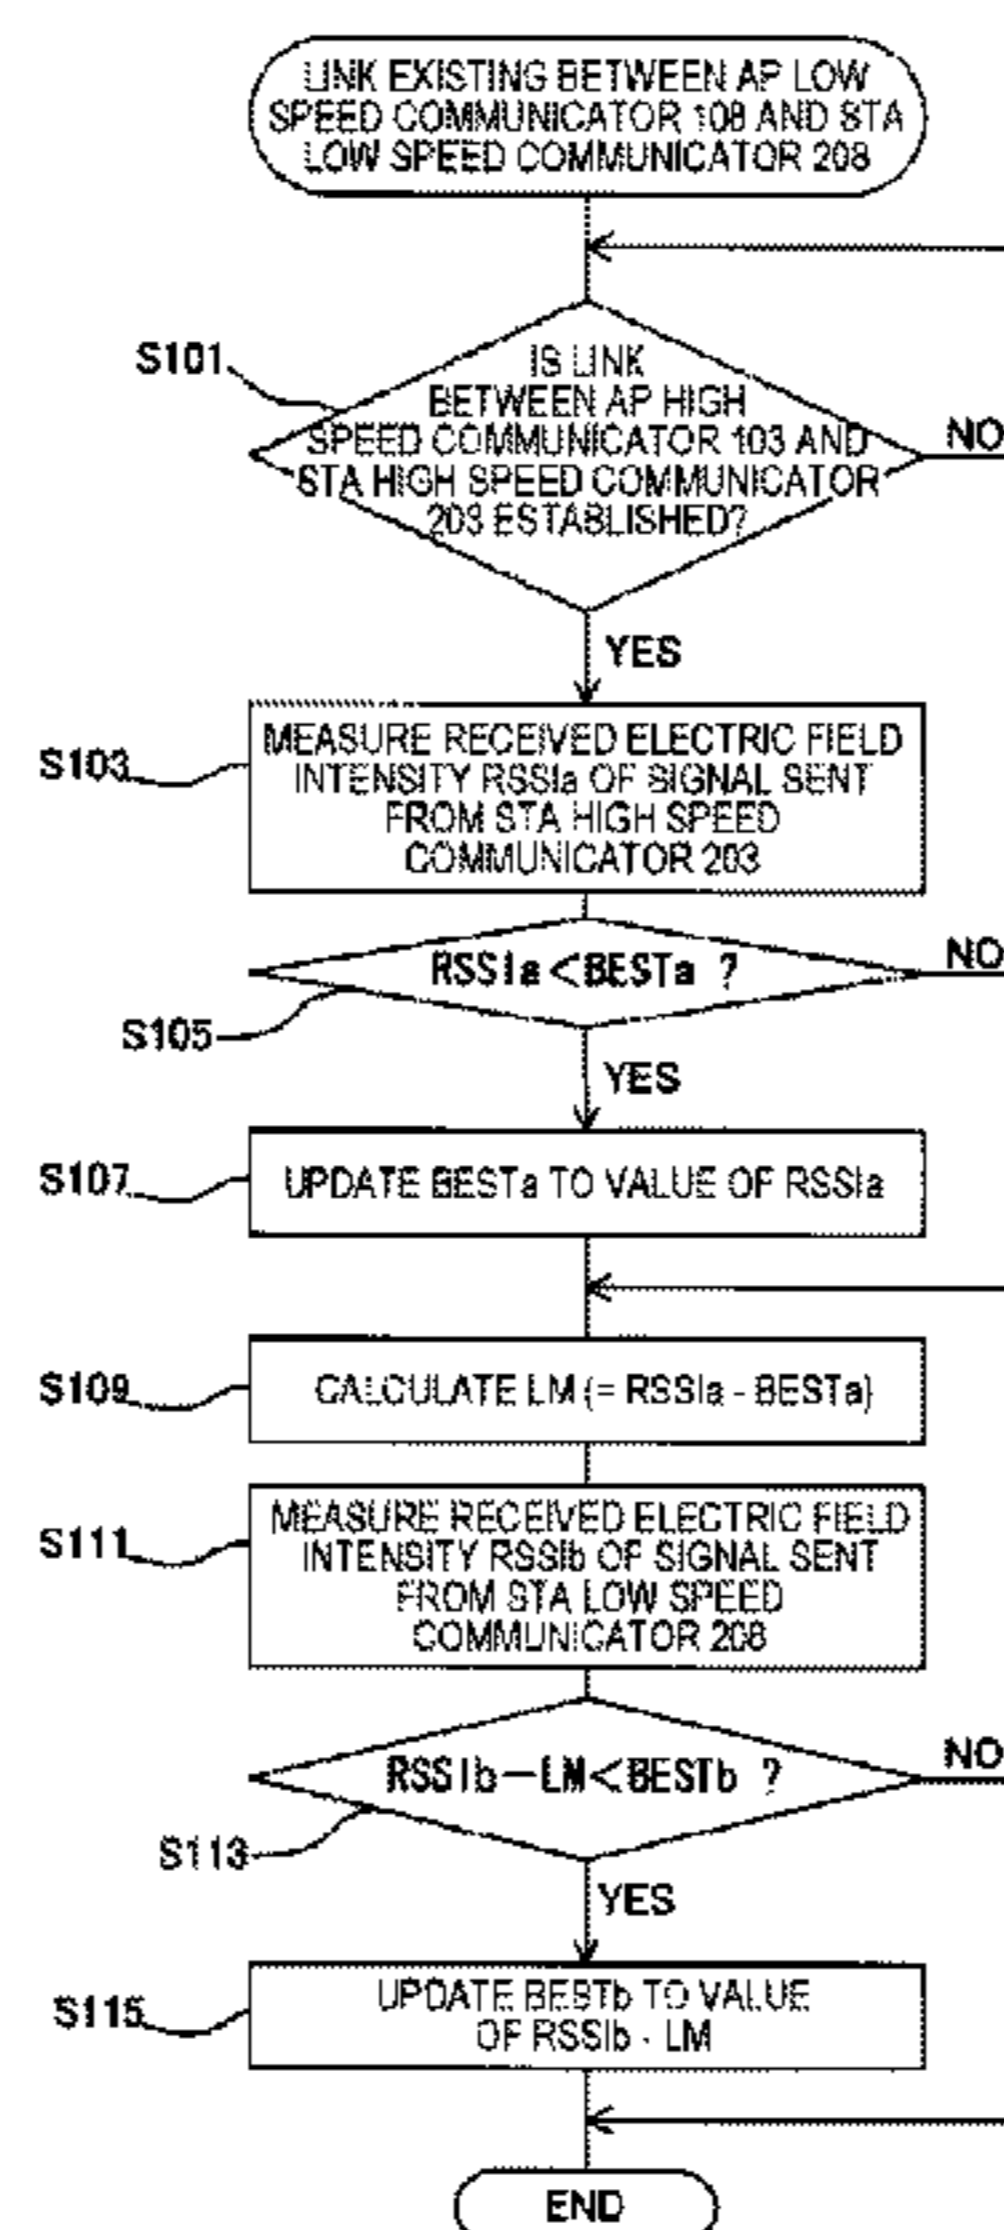 LINK EXISTING BETWEEN AP LOW
SPEED COMMUNICATOR 108 AND STA
LOW SPEED COMMUNICATOR 208
S101
IS LINK
BETWEEN AP HIGH
SPEED COMMUNICATOR 103 AND
STA HIGH SPEED COMMUNICATOR
203 ESTABLISHED?
NO
YES
S103
MEASURE RECEIVED ELECTRIC FIELD
INTENSITY RSSIa OF SIGNAL SENT
FROM STA HIGH SPEED
COMMUNICATOR 203
RSSIa<BESTa ?
NO
S105
YES
S107
UPDATE BESTa TO VALUE OF RSSIa
S109
CALCULATE LM (= RSSIa - BESTa)
S111
MEASURE RECEIVED ELECTRIC FIELD
INTENSITY RSSIb OF SIGNAL SENT
FROM STA LOW SPEED
COMMUNICATOR 208
RSSIb-LM<BESTb ?
NO
S113
YES
S115
UPDATE BESTb TO VALUE
OF RSSIb - LM
END